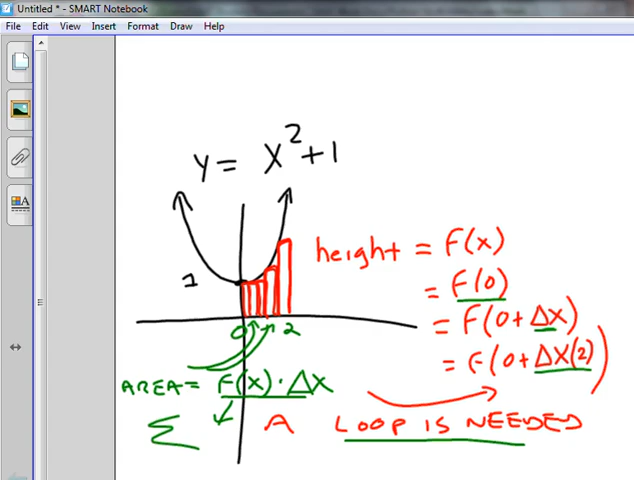 Untitled * - SMART Notebook
File Edit View Insert Format Draw Help
y = x² + 1
1
height = F(x)
= F(0)
= F(0 + Δx)
= F(0 + Δx(2))
0 1 2
AREA = F(x) · Δx
Σ A LOOP IS NEEDED